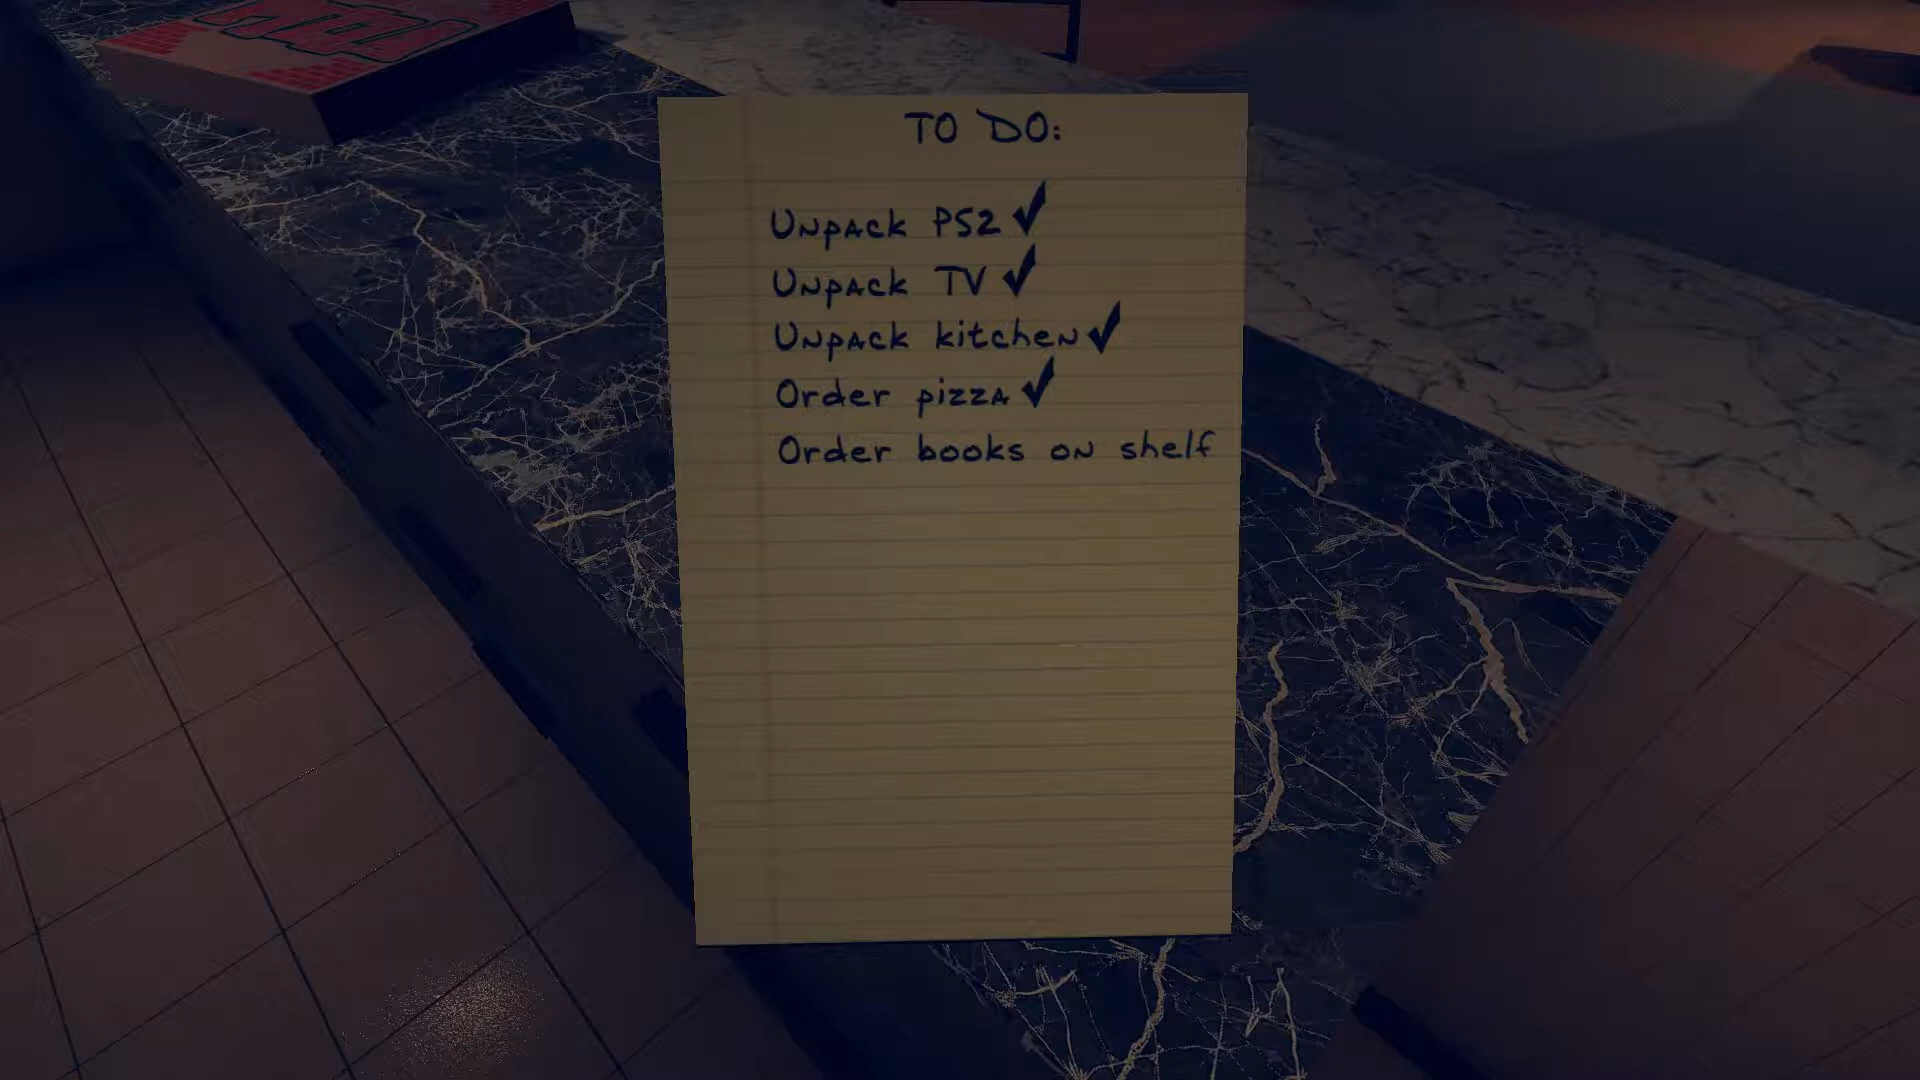 TO DO:
Unpack PS2 ✓
Unpack TV ✓
Unpack kitchen ✓
Order pizza ✓
Order books on shelf